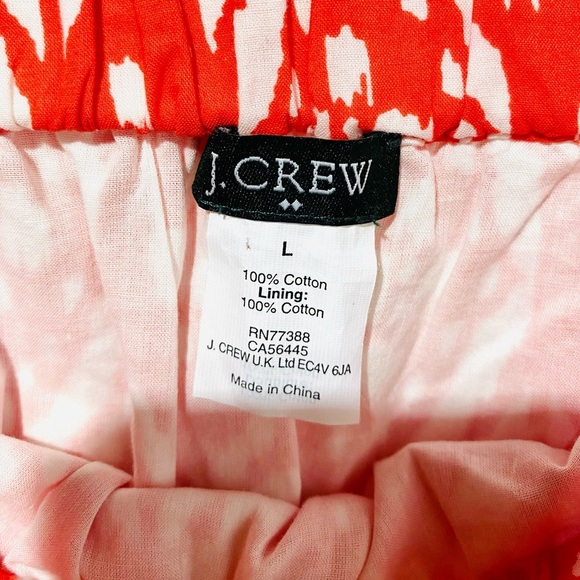 J.CREW
L
100% Cotton
Lining:
100% Cotton
RN77388
CA56445
J. CREW U.K. Ltd EC4V 6JA
Made in China